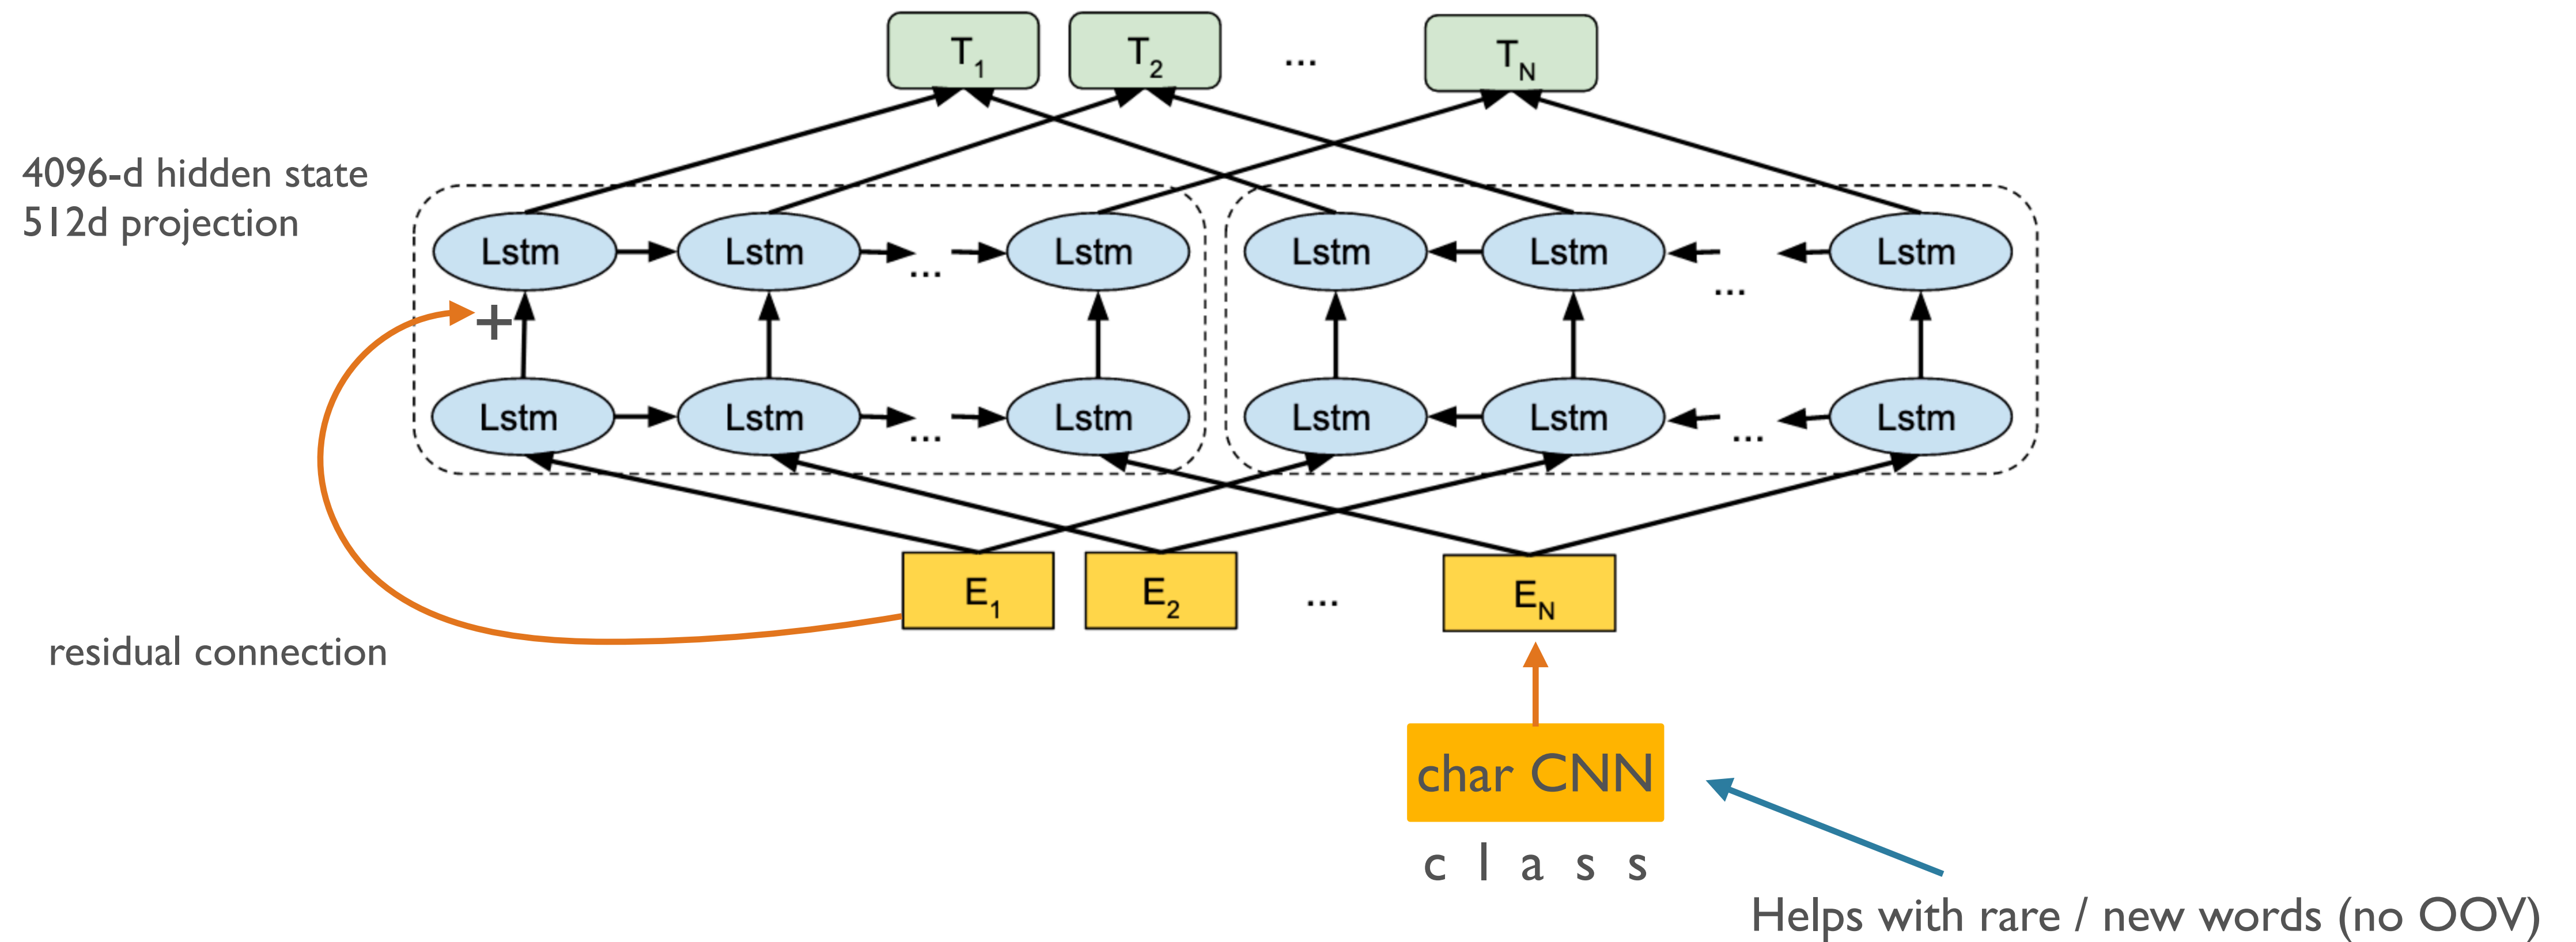 T1 T2 ... TN
4096-d hidden state
512d projection
Lstm Lstm ... Lstm Lstm Lstm ... Lstm
+
Lstm Lstm ... Lstm Lstm Lstm ... Lstm
E1 E2 ... EN
residual connection
char CNN
c l a s s
Helps with rare / new words (no OOV)